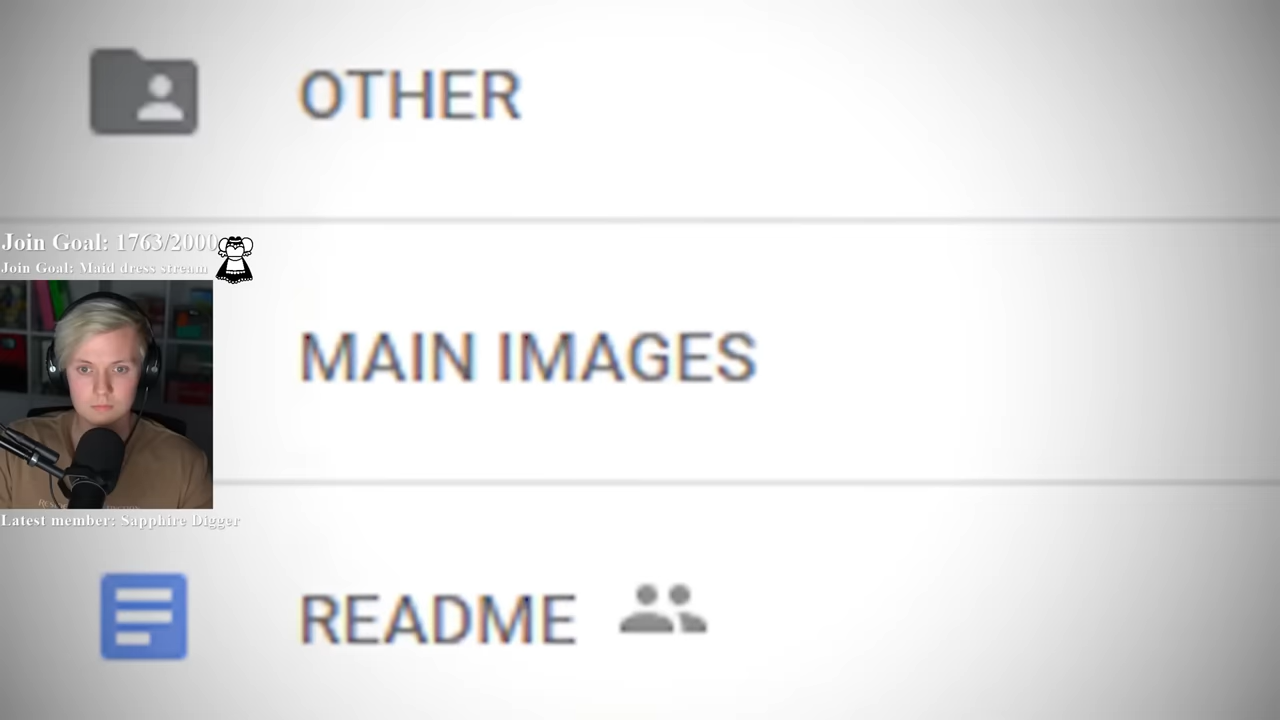 OTHER
Join Goal: 1763/2000
Join Goal: Maid dress stream
MAIN IMAGES
Latest member: Sapphire Digger
README